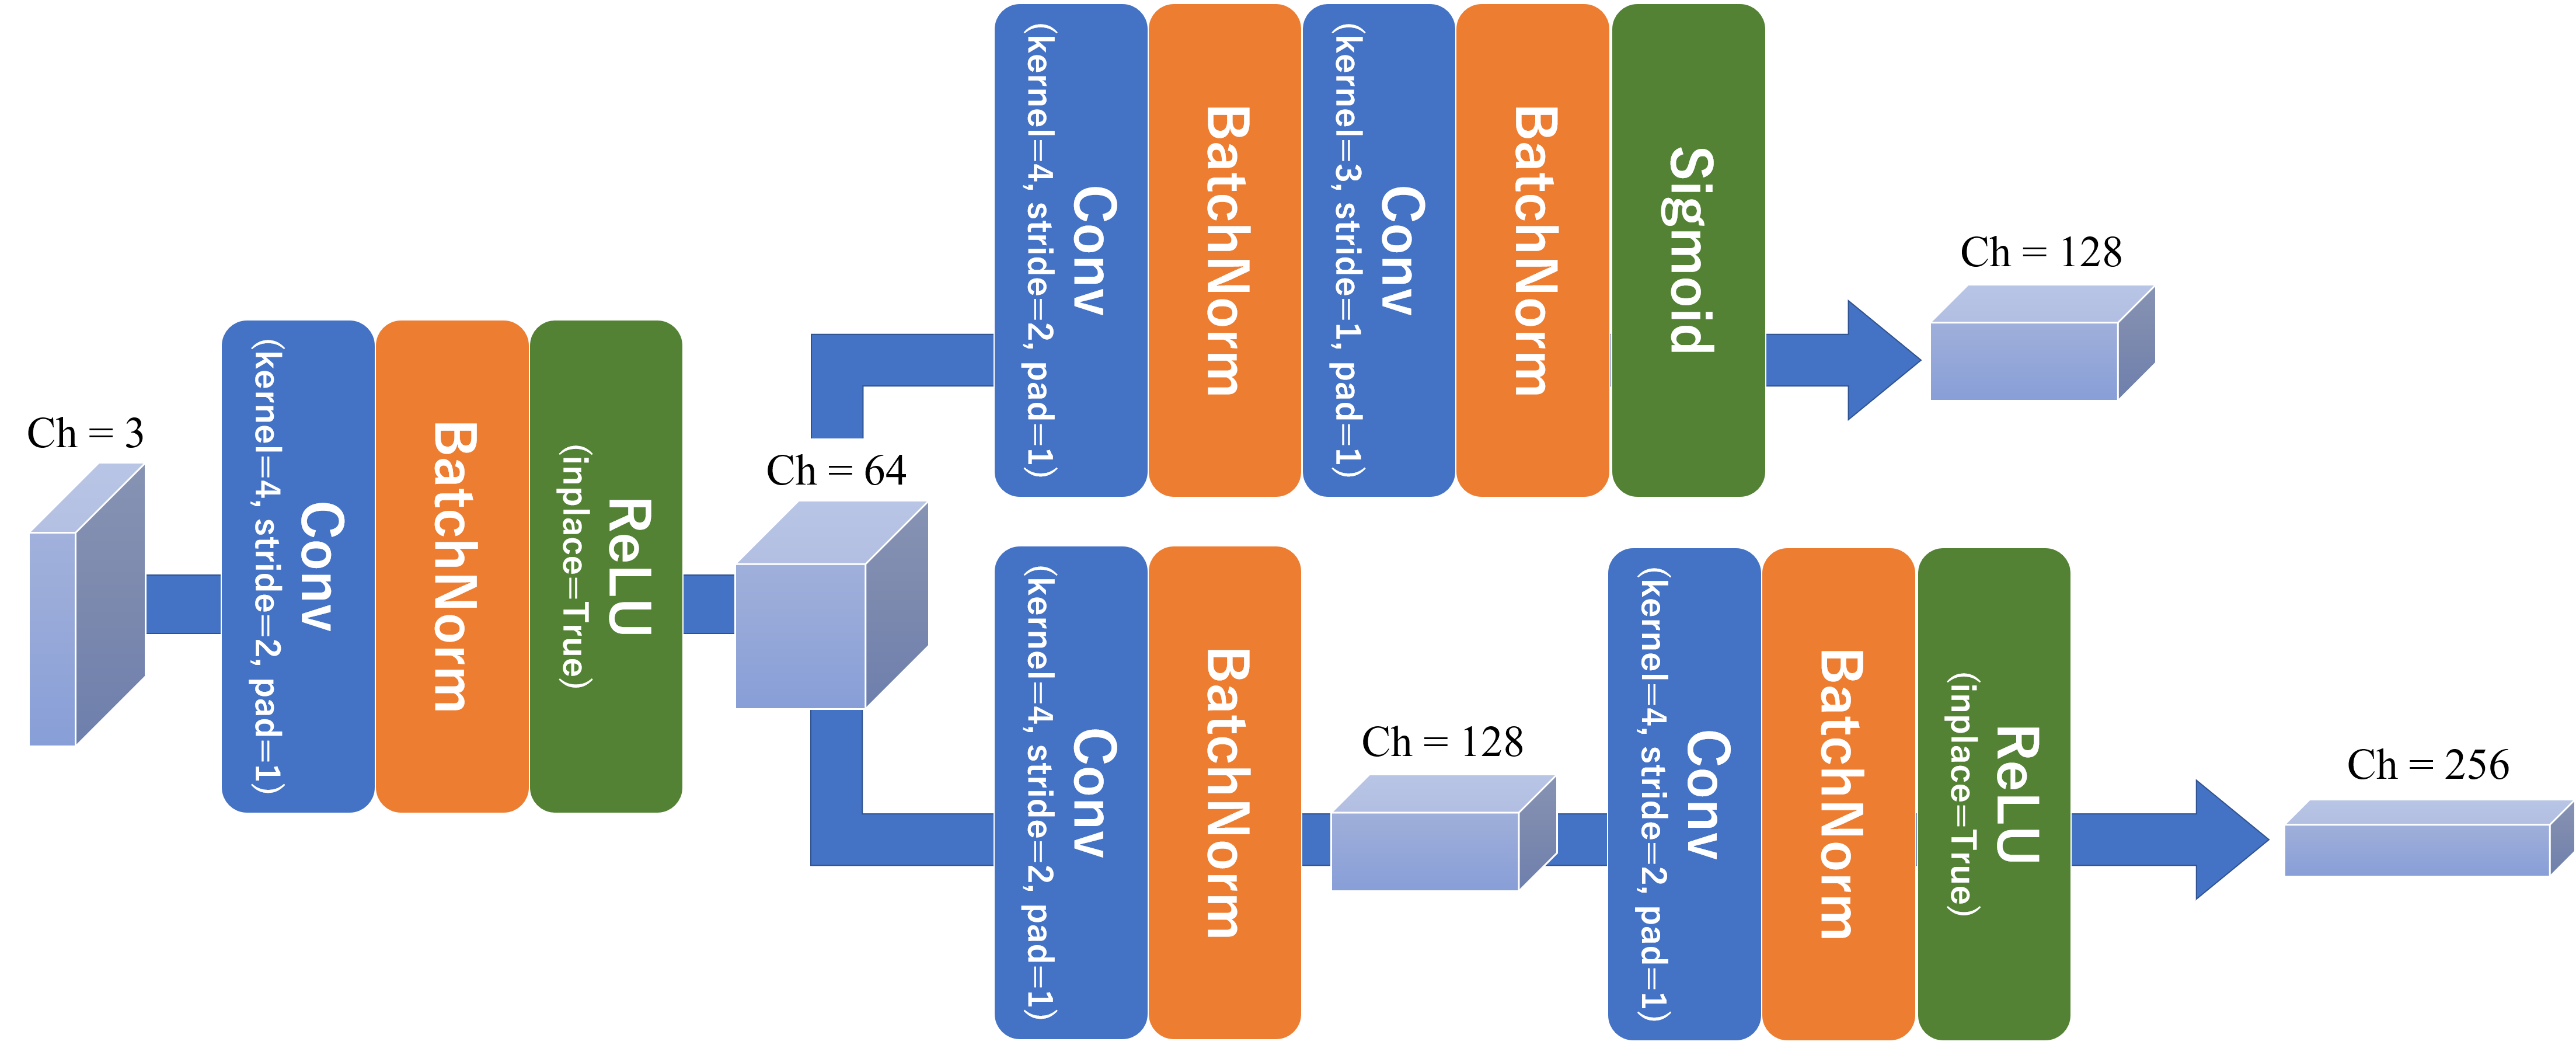 Ch = 3
Conv
(kernel=4, stride=2, pad=1)
BatchNorm
ReLU
(inplace=True)
Ch = 64
Conv
(kernel=4, stride=2, pad=1)
BatchNorm
Conv
(kernel=3, stride=1, pad=1)
BatchNorm
Sigmoid
Ch = 128
Conv
(kernel=4, stride=2, pad=1)
BatchNorm
Ch = 128
Conv
(kernel=4, stride=2, pad=1)
BatchNorm
ReLU
(inplace=True)
Ch = 256